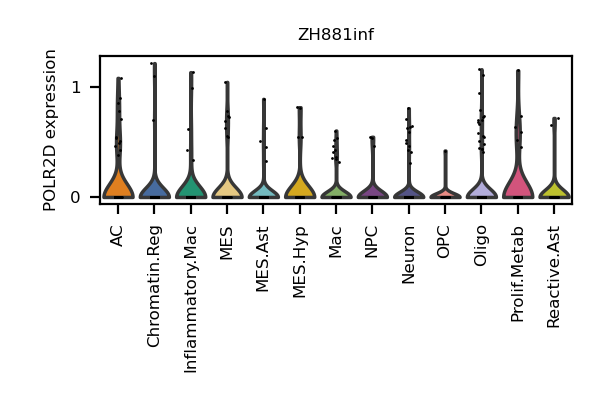 ZH881inf
POLR2D expression
1
0
AC
Chromatin.Reg
Inflammatory.Mac
MES
MES.Ast
MES.Hyp
Mac
NPC
Neuron
OPC
Oligo
Prolif.Metab
Reactive.Ast